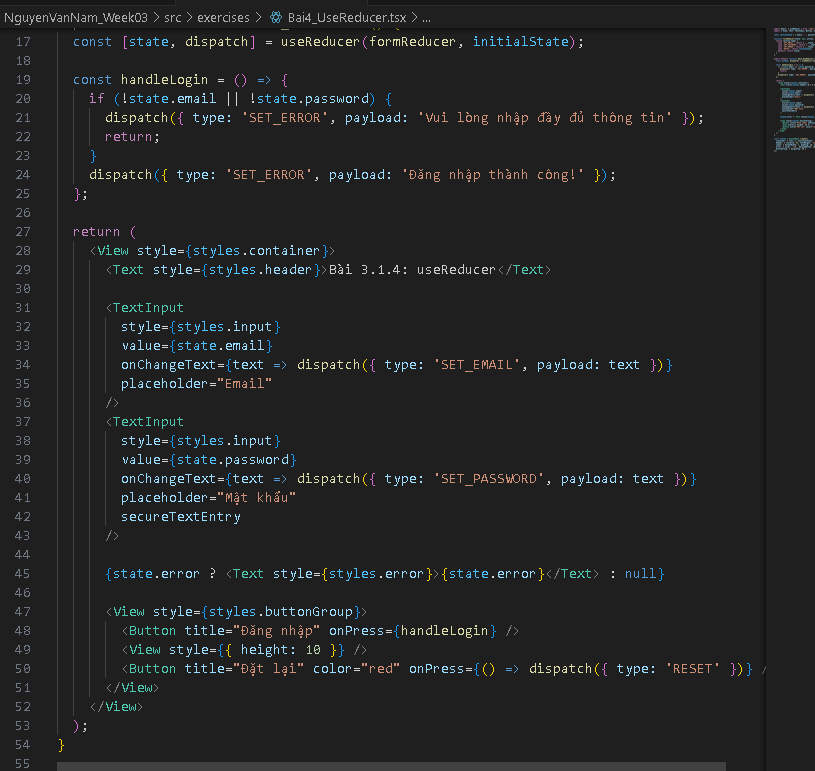 NguyenVanNam_Week03 > src > exercises > Bai4_UseReducer.tsx > ...
17 const [state, dispatch] = useReducer(formReducer, initialState);
18
19 const handleLogin = () => {
20 if (!state.email || !state.password) {
21 dispatch({ type: 'SET_ERROR', payload: 'Vui lòng nhập đầy đủ thông tin' });
22 return;
23 }
24 dispatch({ type: 'SET_ERROR', payload: 'Đăng nhập thành công!' });
25 };
26
27 return (
28 <View style={styles.container}>
29 <Text style={styles.header}>Bài 3.1.4: useReducer</Text>
30
31 <TextInput
32 style={styles.input}
33 value={state.email}
34 onChangeText={text => dispatch({ type: 'SET_EMAIL', payload: text })}
35 placeholder="Email"
36 />
37 <TextInput
38 style={styles.input}
39 value={state.password}
40 onChangeText={text => dispatch({ type: 'SET_PASSWORD', payload: text })}
41 placeholder="Mật khẩu"
42 secureTextEntry
43 />
44
45 {state.error ? <Text style={styles.error}>{state.error}</Text> : null}
46
47 <View style={styles.buttonGroup}>
48 <Button title="Đăng nhập" onPress={handleLogin} />
49 <View style={{ height: 10 }} />
50 <Button title="Đặt lại" color="red" onPress={() => dispatch({ type: 'RESET' })} /
51 </View>
52 </View>
53 );
54 }
55